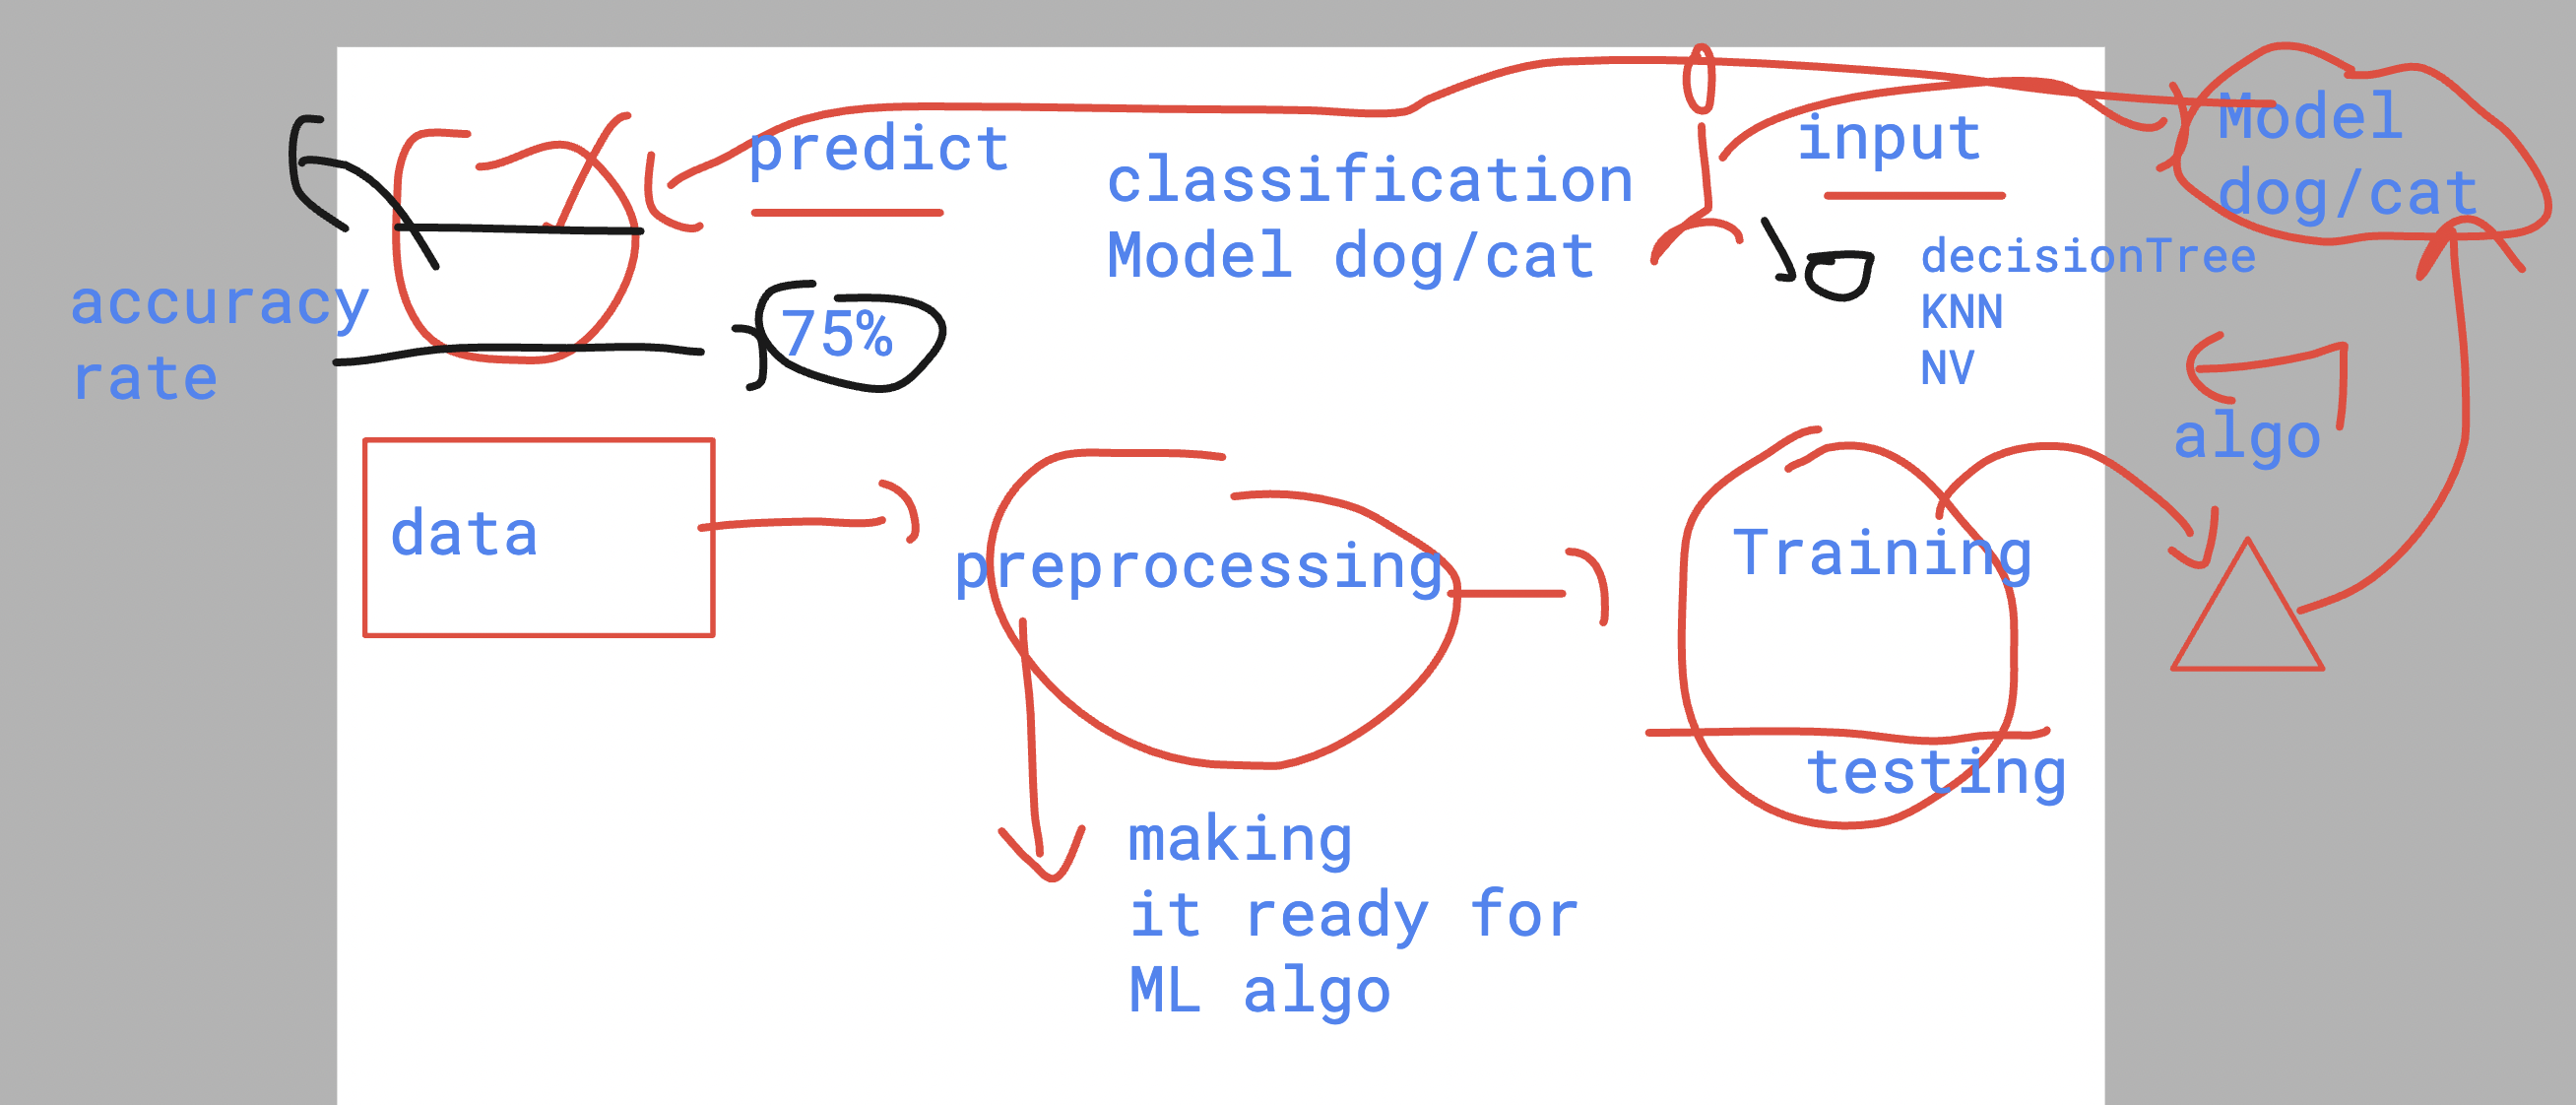 predict
classification
Model dog/cat
input
Model
dog/cat
decisionTree
KNN
NV
accuracy
rate
75%
algo
data
preprocessing
Training
testing
making
it ready for
ML algo